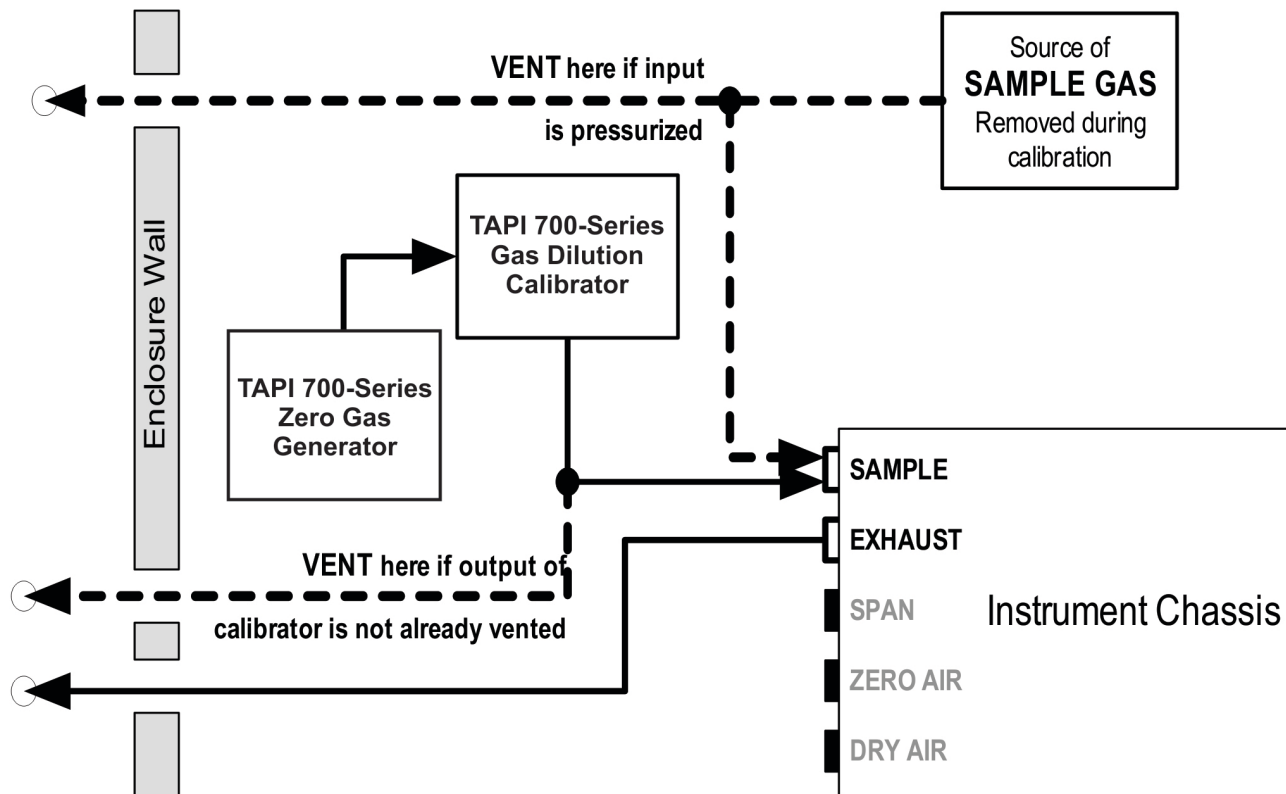 VENT here if input
is pressurized
Source of
SAMPLE GAS
Removed during
calibration
TAPI 700-Series
Gas Dilution
Calibrator
TAPI 700-Series
Zero Gas
Generator
Enclosure Wall
VENT here if output of
calibrator is not already vented
SAMPLE
EXHAUST
SPAN
ZERO AIR
DRY AIR
Instrument Chassis